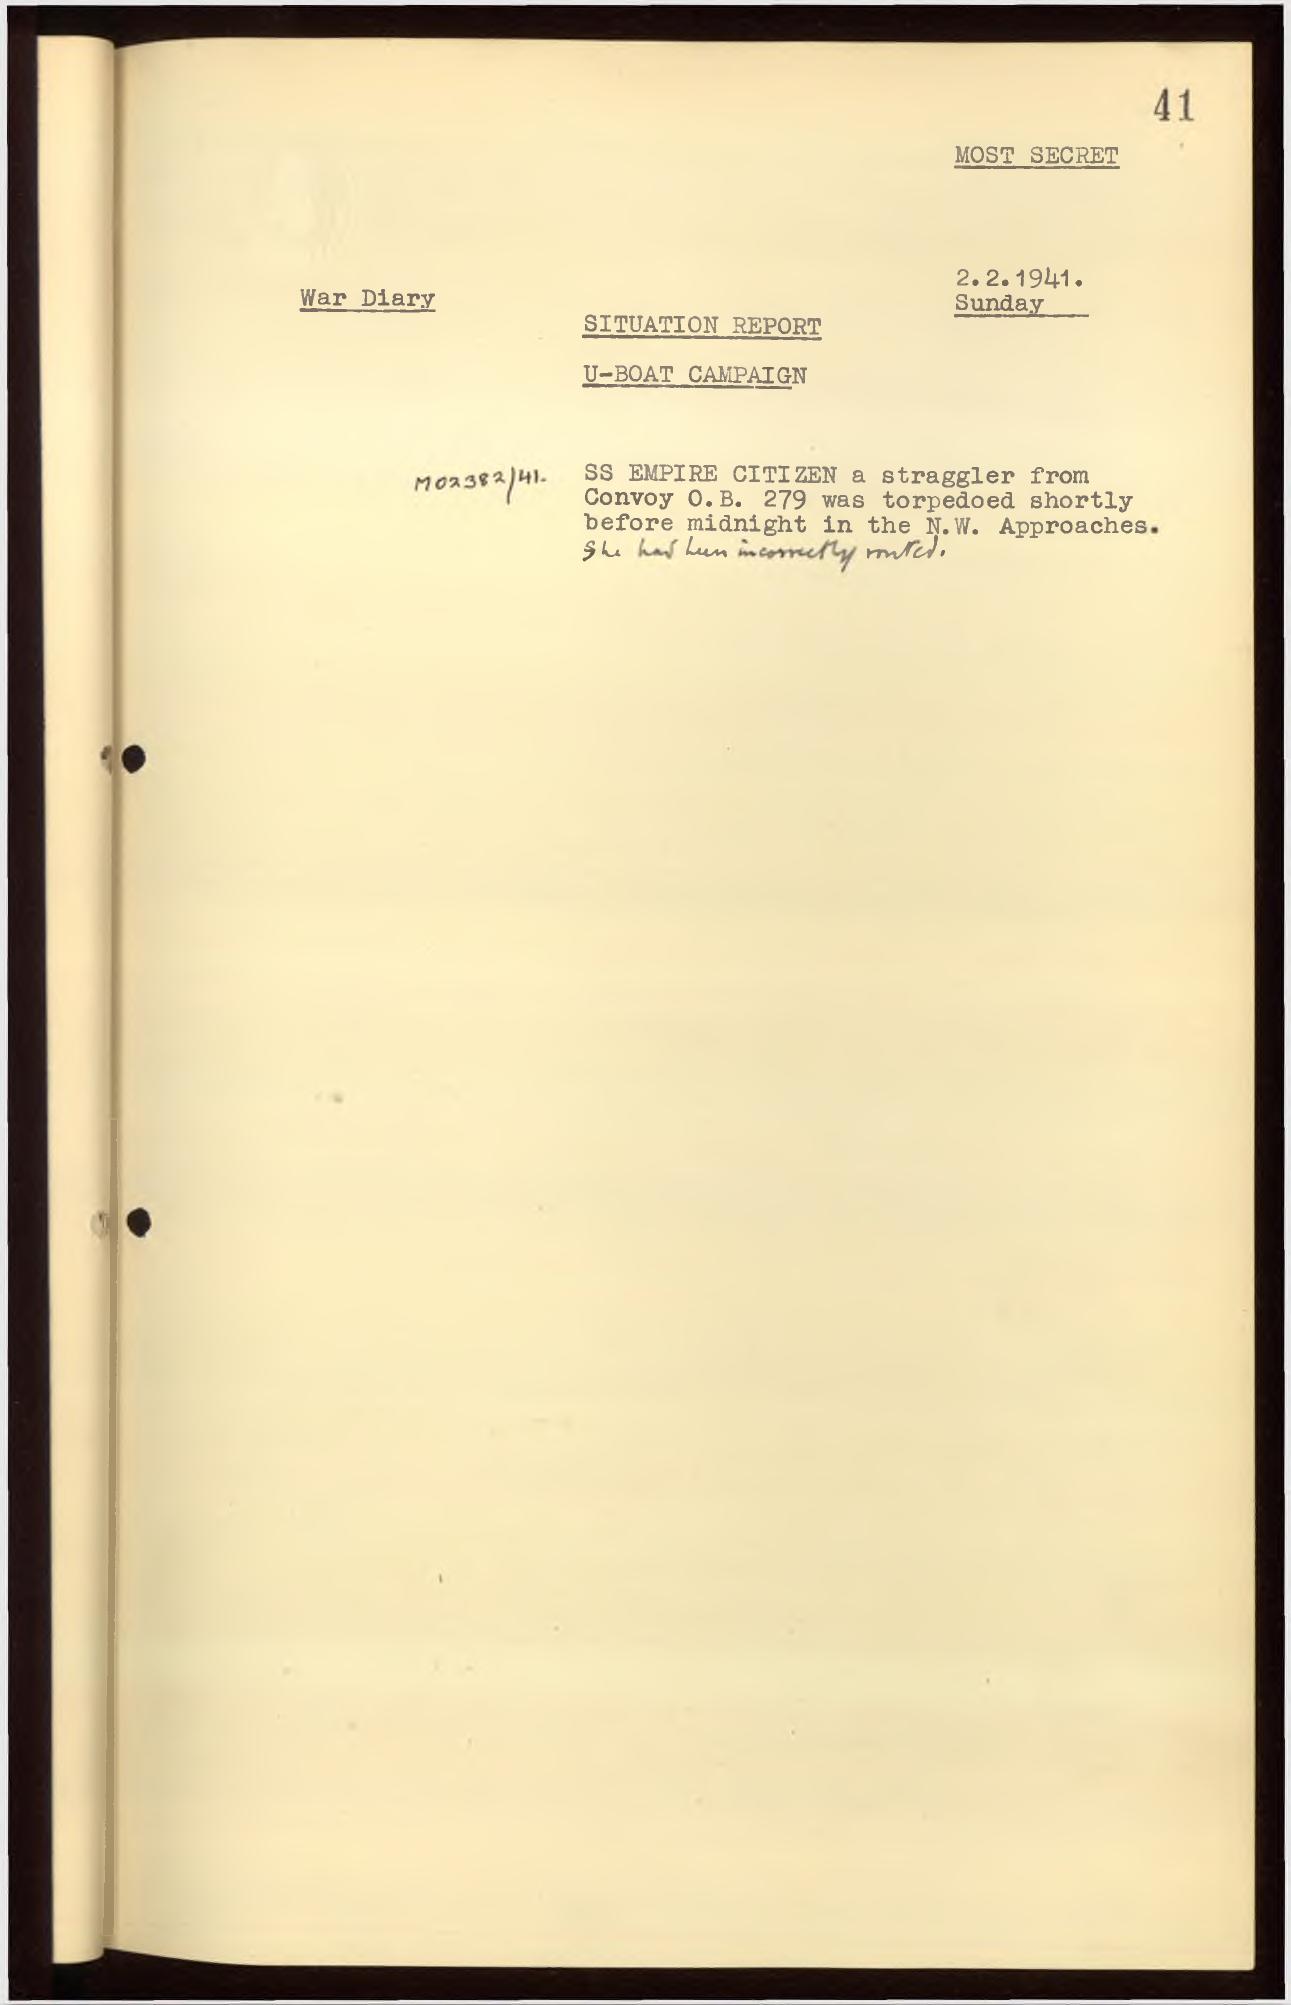 41
MOST SECRET
2.2.1941.
Sunday
War Diary
SITUATION REPORT
U-BOAT CAMPAIGN
M02382/41.
SS EMPIRE CITIZEN a straggler from
Convoy O.B. 279 was torpedoed shortly
before midnight in the N.W. Approaches.
She had been incorrectly routed.